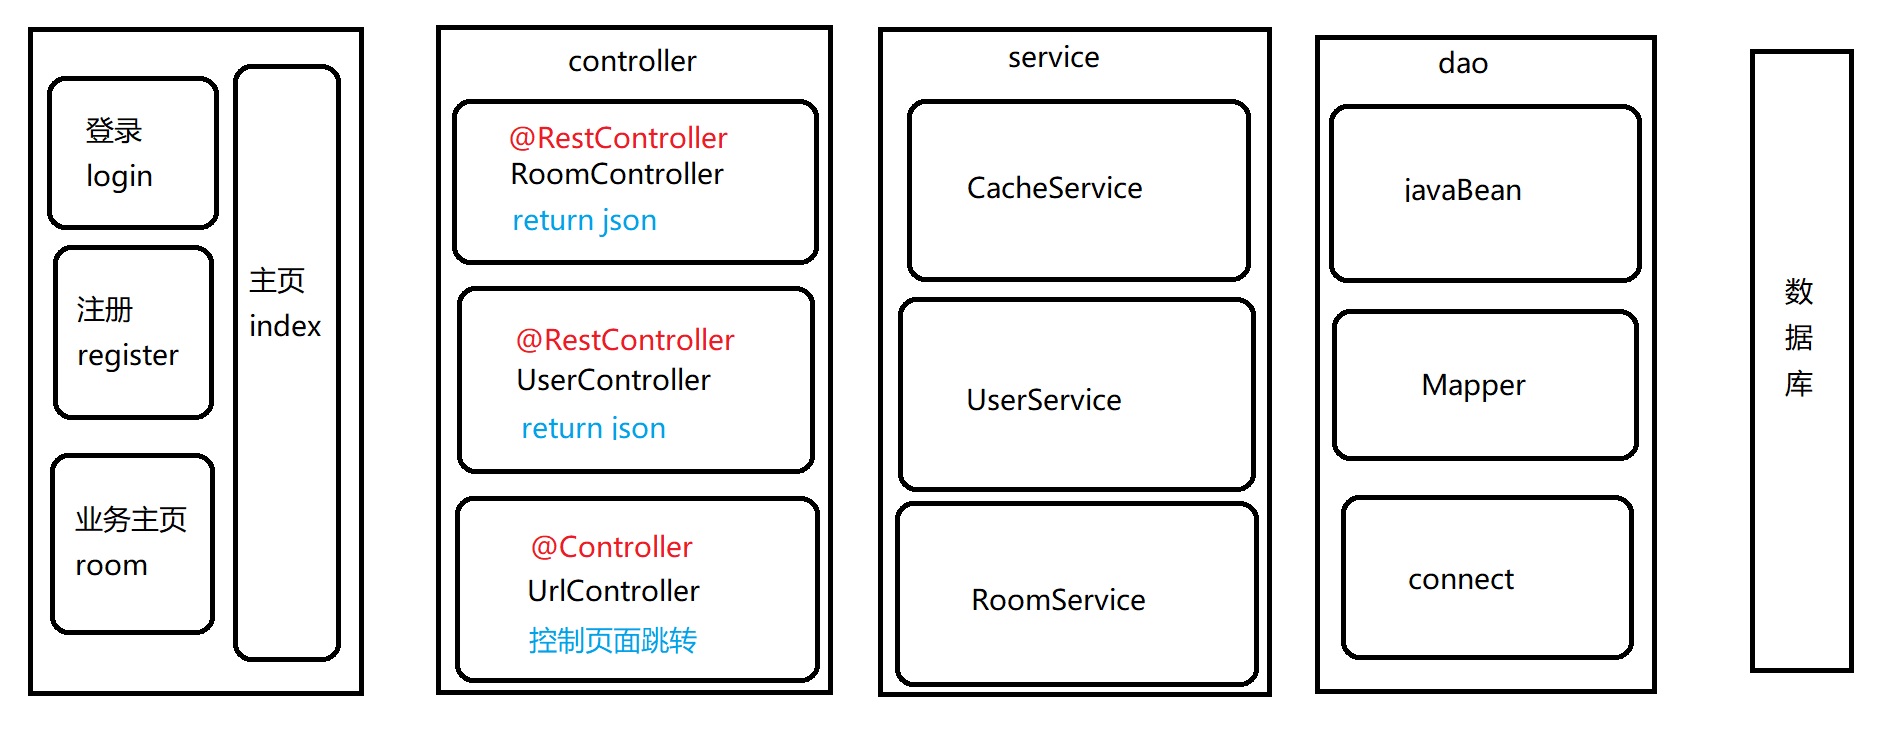 登录
login
注册
register
业务主页
room
主页
index
controller
@RestController
RoomController
return json
@RestController
UserController
return json
@Controller
UrlController
控制页面跳转
service
CacheService
UserService
RoomService
dao
javaBean
Mapper
connect
数
据
库